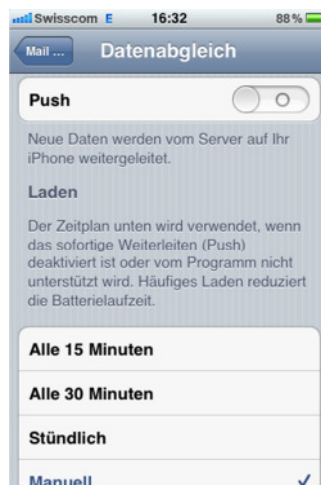 Swisscom E 16:32 88 %
Mail ... Datenabgleich
Push
Neue Daten werden vom Server auf Ihr
iPhone weitergeleitet.
Laden
Der Zeitplan unten wird verwendet, wenn
das sofortige Weiterleiten (Push)
deaktiviert ist oder vom Programm nicht
unterstützt wird. Häufiges Laden reduziert
die Batterielaufzeit.
Alle 15 Minuten
Alle 30 Minuten
Stündlich
Manuell